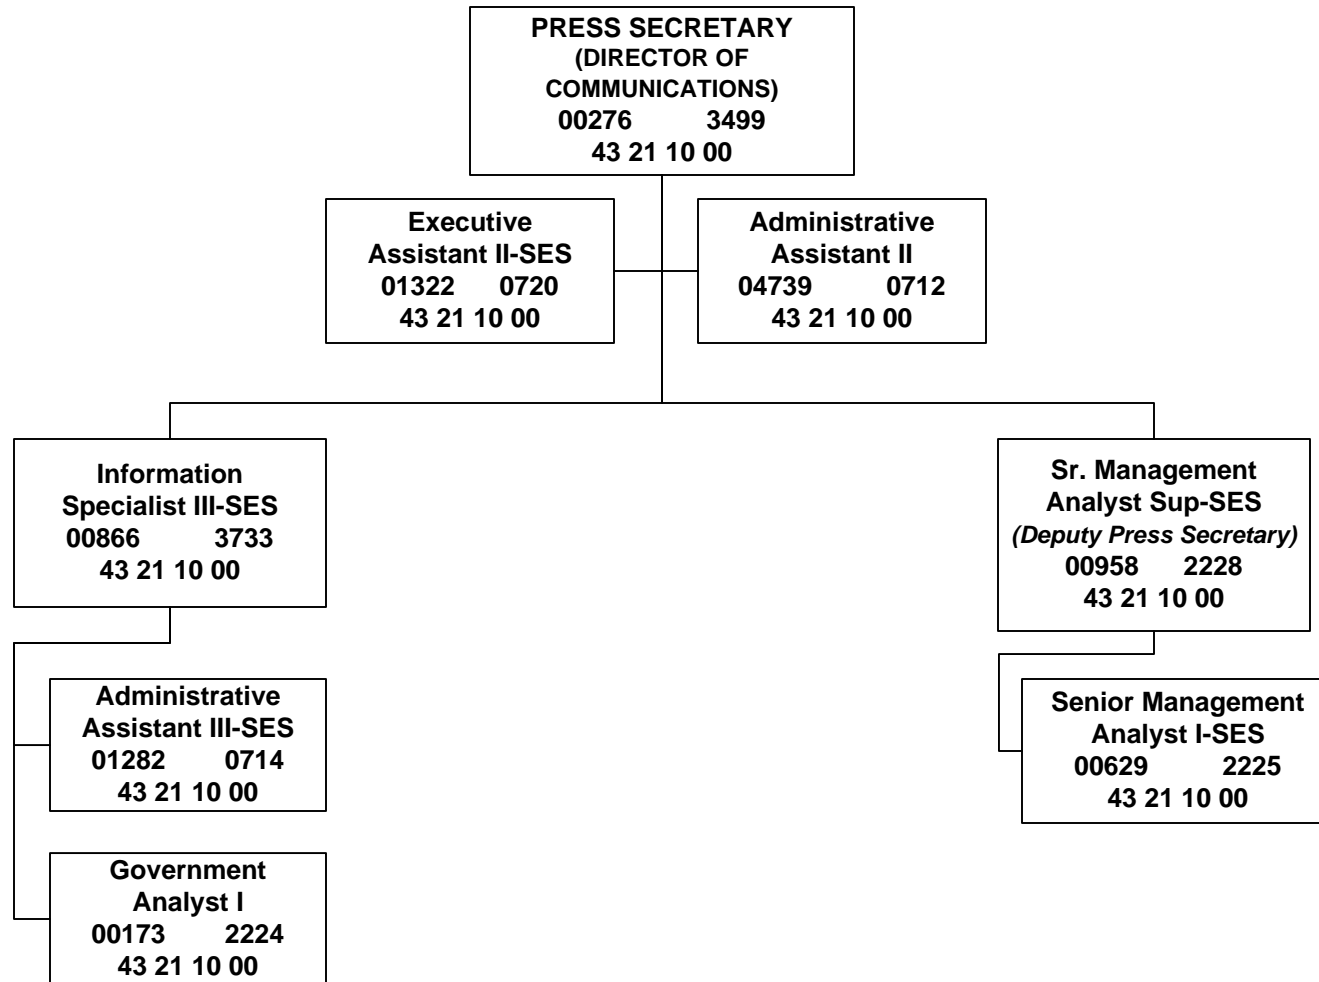 PRESS SECRETARY
(DIRECTOR OF
COMMUNICATIONS)
00276 3499
43 21 10 00
Executive
Assistant II-SES
01322 0720
43 21 10 00
Administrative
Assistant II
04739 0712
43 21 10 00
Information
Specialist III-SES
00866 3733
43 21 10 00
Sr. Management
Analyst Sup-SES
(Deputy Press Secretary)
00958 2228
43 21 10 00
Administrative
Assistant III-SES
01282 0714
43 21 10 00
Senior Management
Analyst I-SES
00629 2225
43 21 10 00
Government
Analyst I
00173 2224
43 21 10 00